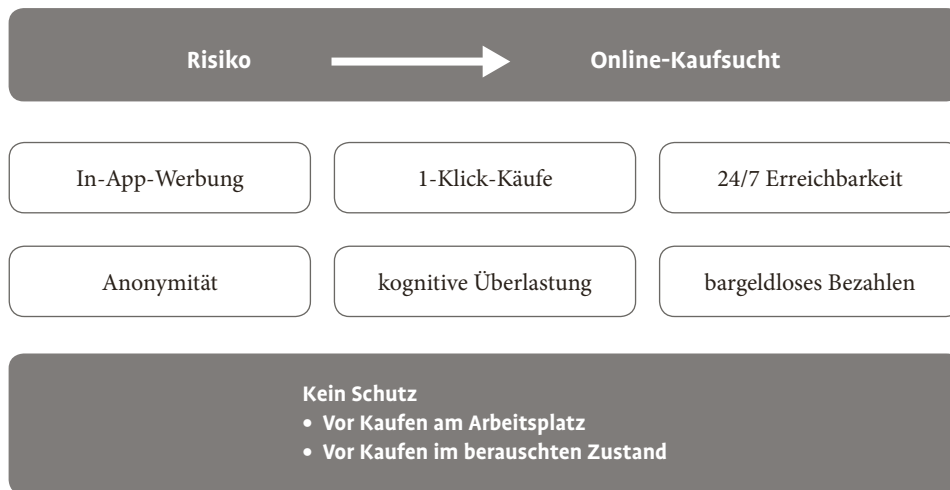 Risiko Online-Kaufsucht
In-App-Werbung 1-Klick-Käufe 24/7 Erreichbarkeit
Anonymität kognitive Überlastung bargeldloses Bezahlen
Kein Schutz
• Vor Kaufen am Arbeitsplatz
• Vor Kaufen im berauschten Zustand